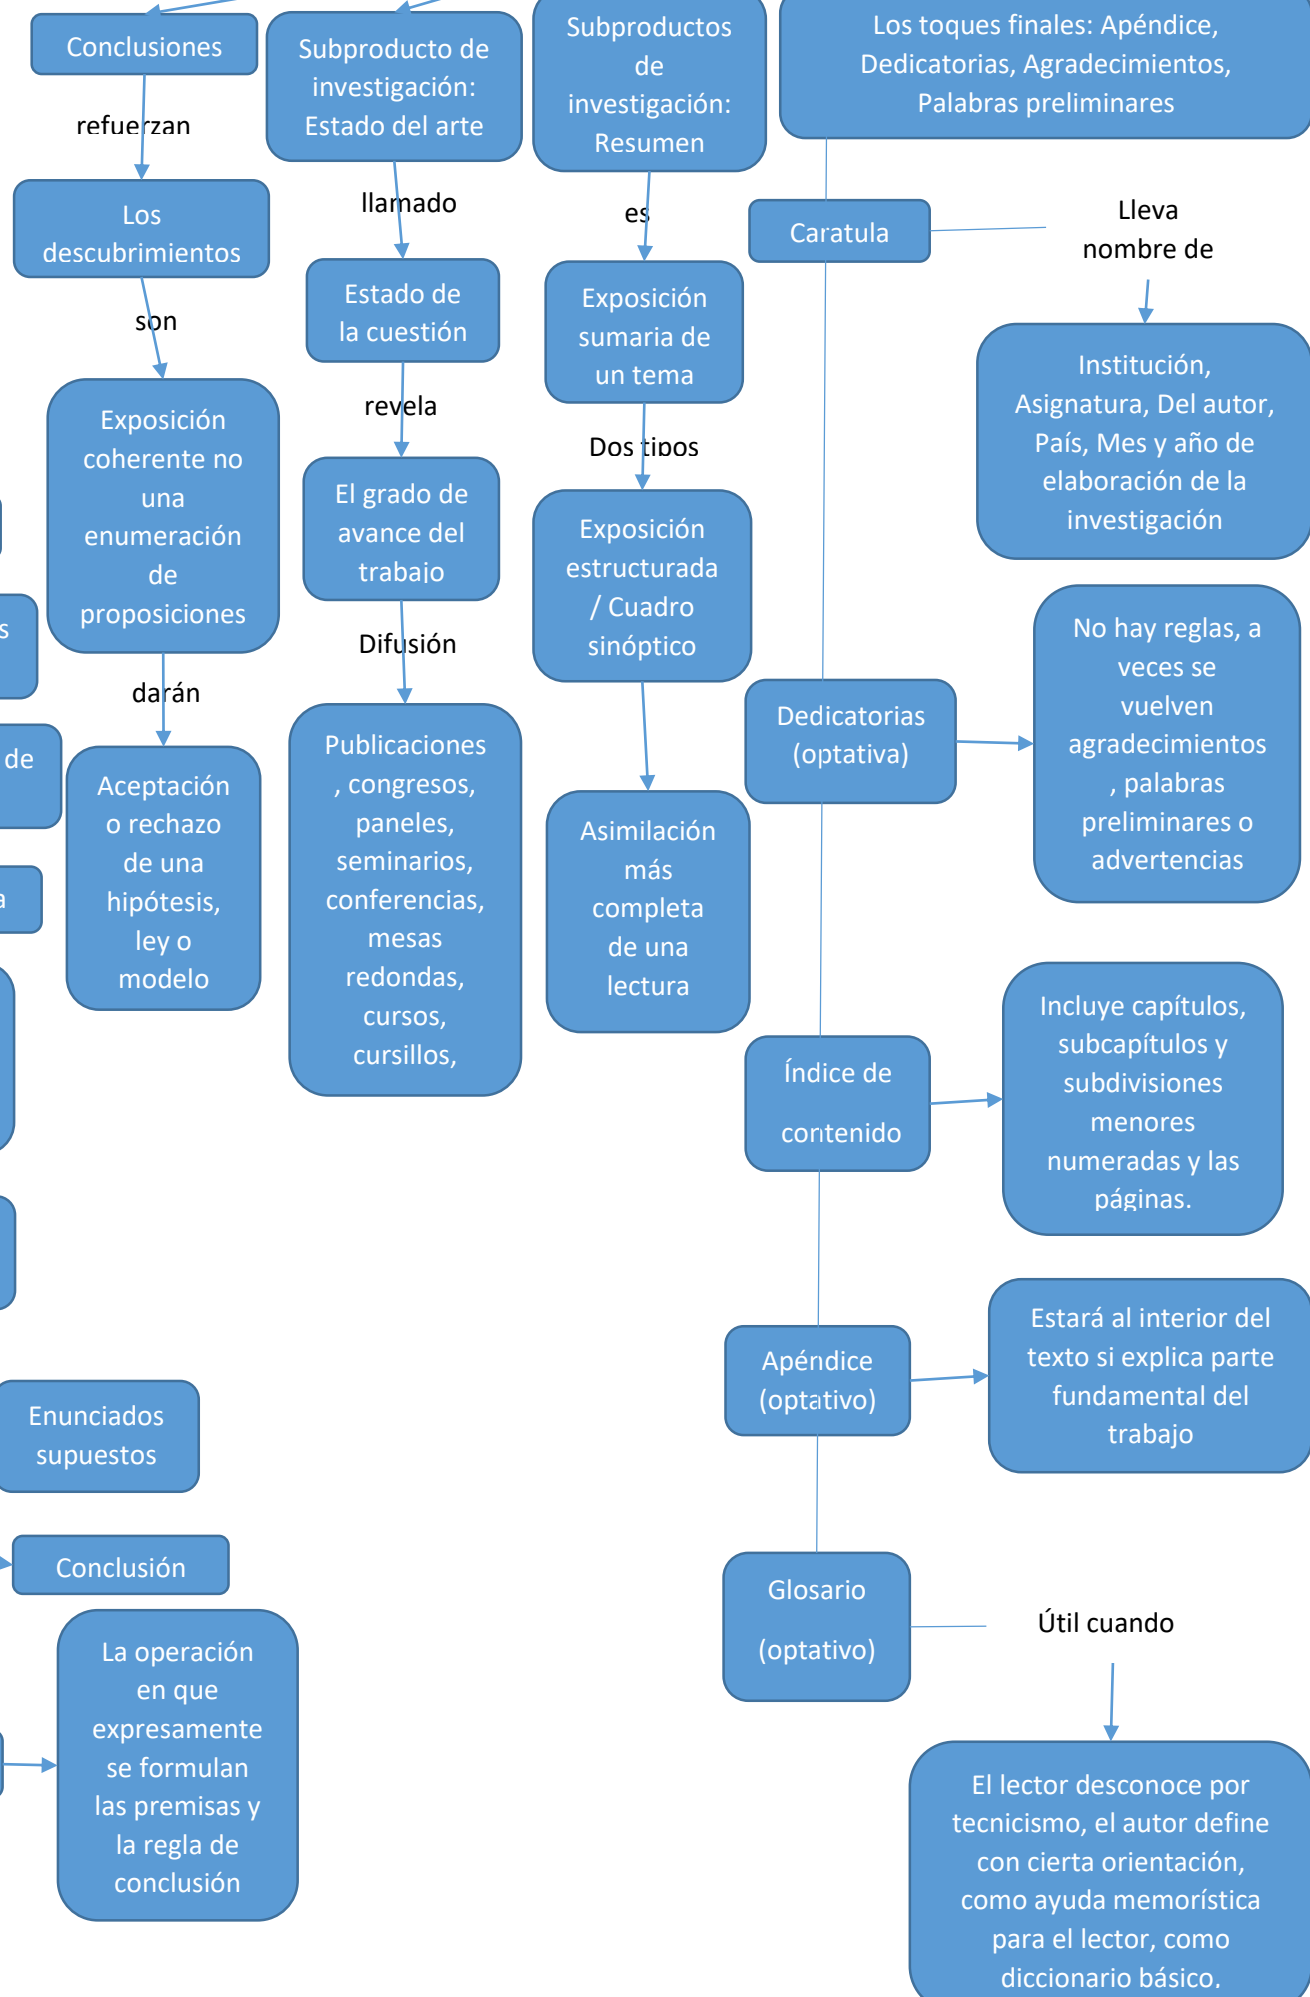 Conclusiones
refuerzan
Los
descubrimientos
son
Exposición
coherente no
una
enumeración
de
proposiciones
darán
Aceptación
o rechazo
de una
hipótesis,
ley o
modelo
Subproducto de
investigación:
Estado del arte
llamado
Estado de
la cuestión
revela
El grado de
avance del
trabajo
Difusión
Publicaciones
, congresos,
paneles,
seminarios,
conferencias,
mesas
redondas,
cursos,
cursillos,
Subproductos
de
investigación:
Resumen
es
Exposición
sumaria de
un tema
Dos tipos
Exposición
estructurada
/ Cuadro
sinóptico
Asimilación
más
completa
de una
lectura
Los toques finales: Apéndice,
Dedicatorias, Agradecimientos,
Palabras preliminares
Caratula
Lleva
nombre de
Institución,
Asignatura, Del autor,
País, Mes y año de
elaboración de la
investigación
Dedicatorias
(optativa)
No hay reglas, a
veces se
vuelven
agradecimientos
, palabras
preliminares o
advertencias
Índice de
contenido
Incluye capítulos,
subcapítulos y
subdivisiones
menores
numeradas y las
páginas.
Apéndice
(optativo)
Estará al interior del
texto si explica parte
fundamental del
trabajo
Glosario
(optativo)
Útil cuando
El lector desconoce por
tecnicismo, el autor define
con cierta orientación,
como ayuda memorística
para el lector, como
diccionario básico.
s
de
a
Enunciados
supuestos
Conclusión
La operación
en que
expresamente
se formulan
las premisas y
la regla de
conclusión